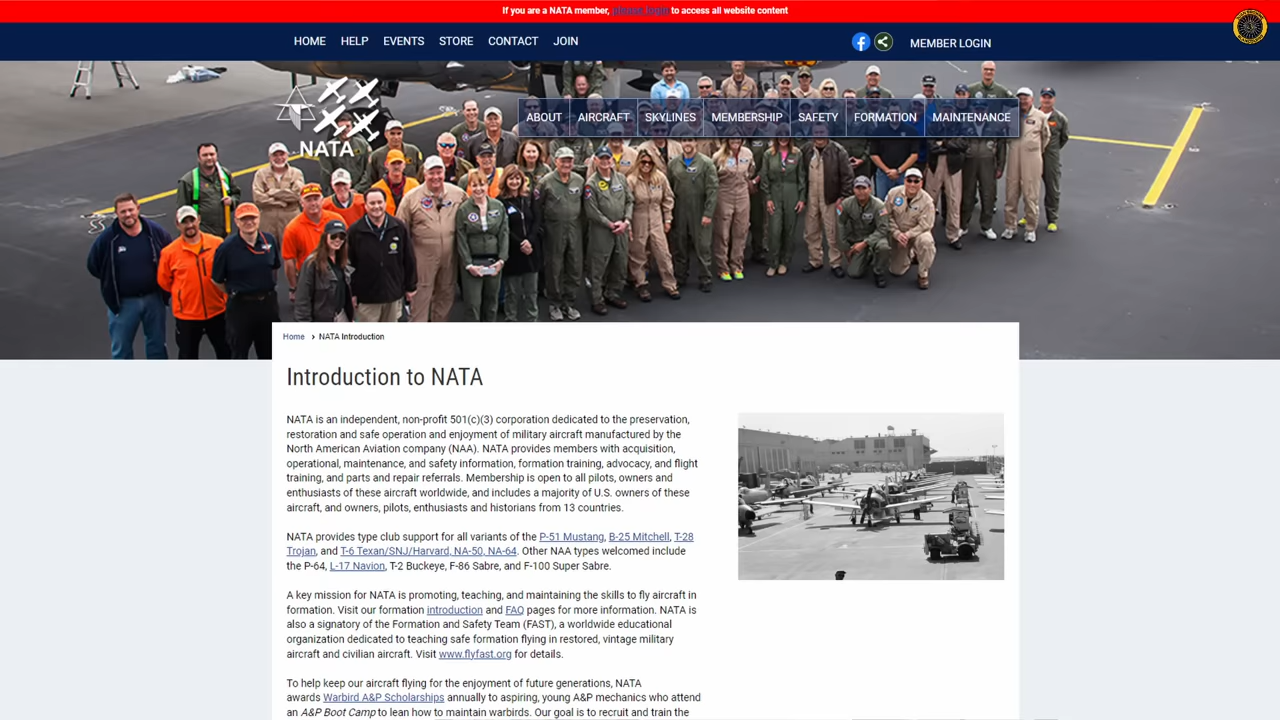 If you are a NATA member, please login to access all website content
HOME HELP EVENTS STORE CONTACT JOIN
MEMBER LOGIN
NATA
ABOUT AIRCRAFT SKYLINES MEMBERSHIP SAFETY FORMATION MAINTENANCE
Home > NATA Introduction
Introduction to NATA
NATA is an independent, non-profit 501(c)(3) corporation dedicated to the preservation,
restoration and safe operation and enjoyment of military aircraft manufactured by the
North American Aviation company (NAA). NATA provides members with acquisition,
operational, maintenance, and safety information, formation training, advocacy, and flight
training, and parts and repair referrals. Membership is open to all pilots, owners and
enthusiasts of these aircraft worldwide, and includes a majority of U.S. owners of these
aircraft, and owners, pilots, enthusiasts and historians from 13 countries.
NATA provides type club support for all variants of the P-51 Mustang, B-25 Mitchell, T-28
Trojan, and T-6 Texan/SNJ/Harvard, NA-50, NA-64. Other NAA types welcomed include
the P-64, L-17 Navion, T-2 Buckeye, F-86 Sabre, and F-100 Super Sabre.
A key mission for NATA is promoting, teaching, and maintaining the skills to fly aircraft in
formation. Visit our formation introduction and FAQ pages for more information. NATA is
also a signatory of the Formation and Safety Team (FAST), a worldwide educational
organization dedicated to teaching safe formation flying in restored, vintage military
aircraft and civilian aircraft. Visit www.flyfast.org for details.
To help keep our aircraft flying for the enjoyment of future generations, NATA
awards Warbird A&P Scholarships annually to aspiring, young A&P mechanics who attend
an A&P Boot Camp to lean how to maintain warbirds. Our goal is to recruit and train the